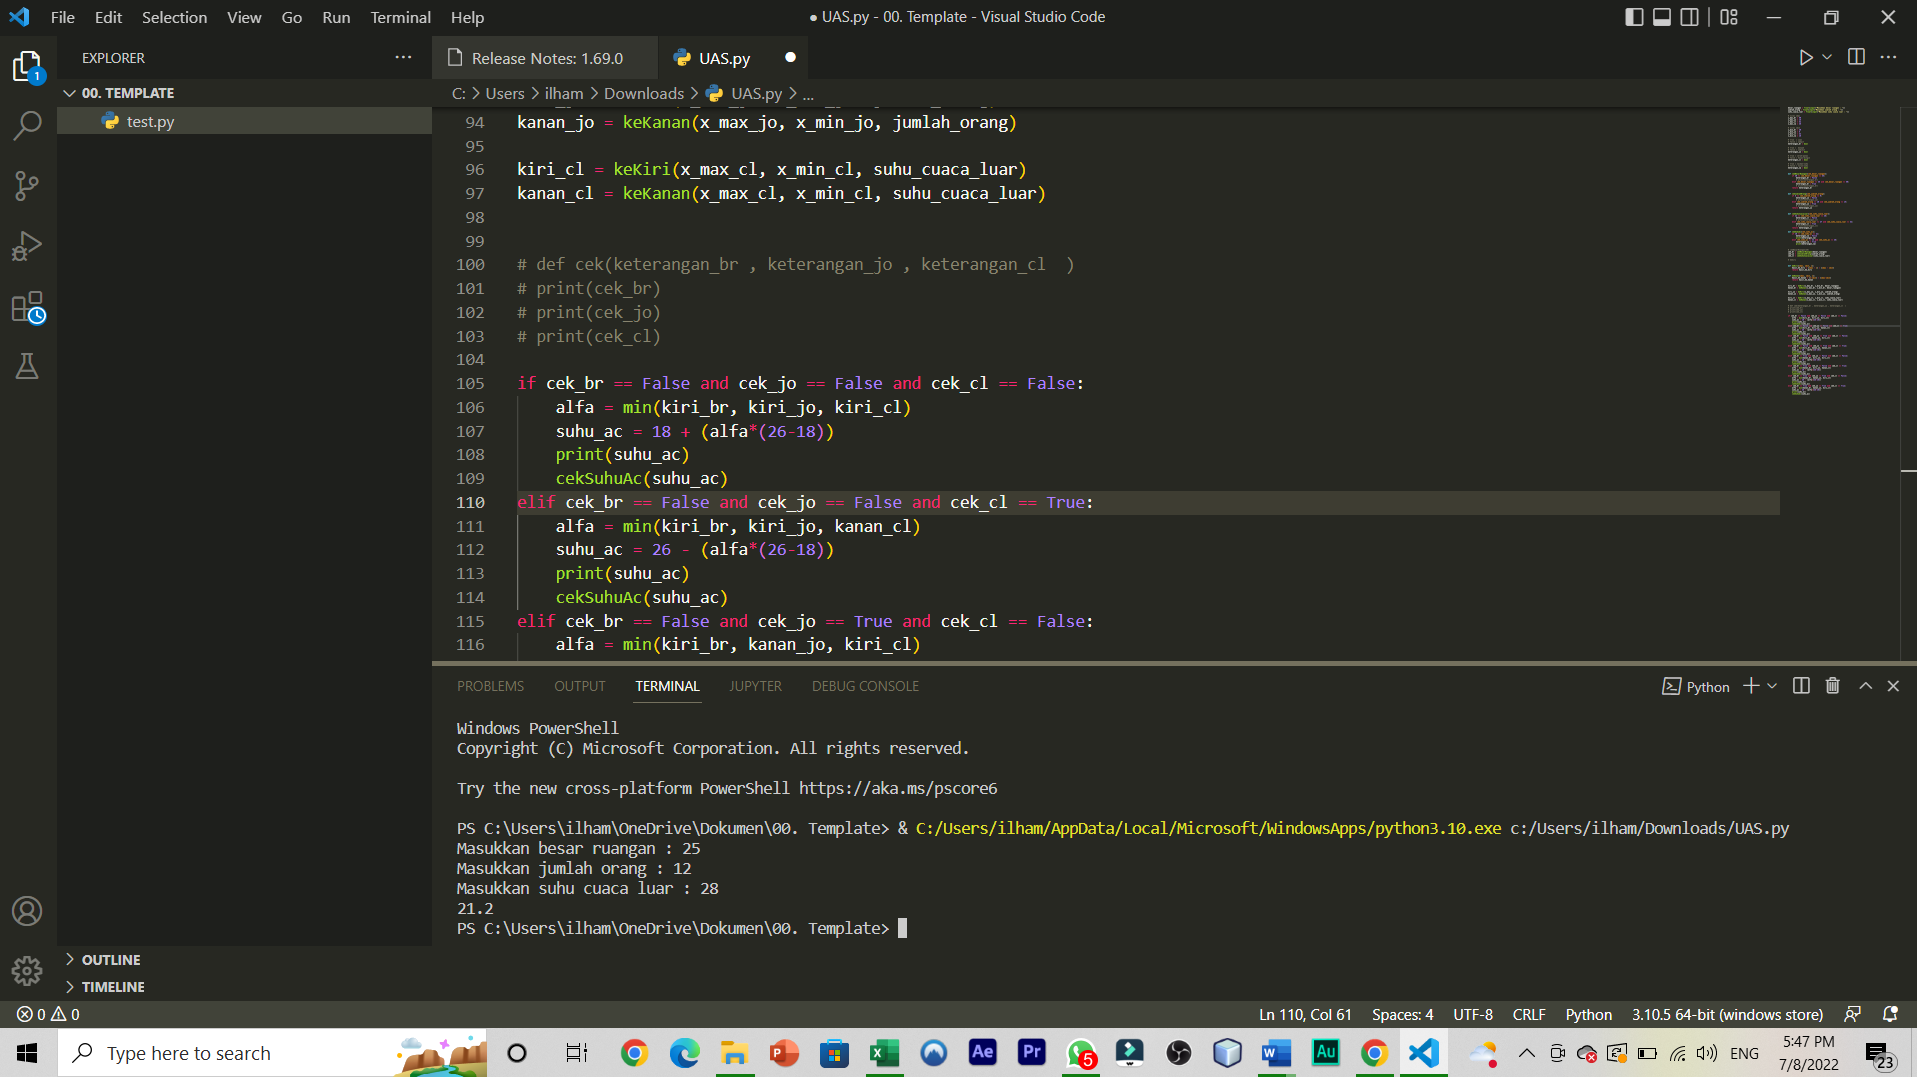 File Edit Selection View Go Run Terminal Help
● UAS.py - 00. Template - Visual Studio Code
EXPLORER
Release Notes: 1.69.0
UAS.py
00. TEMPLATE
C: > Users > ilham > Downloads > UAS.py > ...
test.py
94 kanan_jo = keKanan(x_max_jo, x_min_jo, jumlah_orang)
95
96 kiri_cl = keKiri(x_max_cl, x_min_cl, suhu_cuaca_luar)
97 kanan_cl = keKanan(x_max_cl, x_min_cl, suhu_cuaca_luar)
98
99
100 # def cek(keterangan_br , keterangan_jo , keterangan_cl  )
101 # print(cek_br)
102 # print(cek_jo)
103 # print(cek_cl)
104
105 if cek_br == False and cek_jo == False and cek_cl == False:
106     alfa = min(kiri_br, kiri_jo, kiri_cl)
107     suhu_ac = 18 + (alfa*(26-18))
108     print(suhu_ac)
109     cekSuhuAc(suhu_ac)
110 elif cek_br == False and cek_jo == False and cek_cl == True:
111     alfa = min(kiri_br, kiri_jo, kanan_cl)
112     suhu_ac = 26 - (alfa*(26-18))
113     print(suhu_ac)
114     cekSuhuAc(suhu_ac)
115 elif cek_br == False and cek_jo == True and cek_cl == False:
116     alfa = min(kiri_br, kanan_jo, kiri_cl)
PROBLEMS OUTPUT TERMINAL JUPYTER DEBUG CONSOLE
Python
Windows PowerShell
Copyright (C) Microsoft Corporation. All rights reserved.
Try the new cross-platform PowerShell https://aka.ms/pscore6
PS C:\Users\ilham\OneDrive\Dokumen\00. Template> & C:/Users/ilham/AppData/Local/Microsoft/WindowsApps/python3.10.exe c:/Users/ilham/Downloads/UAS.py
Masukkan besar ruangan : 25
Masukkan jumlah orang : 12
Masukkan suhu cuaca luar : 28
21.2
PS C:\Users\ilham\OneDrive\Dokumen\00. Template>
OUTLINE
TIMELINE
1
0 0
Ln 110, Col 61 Spaces: 4 UTF-8 CRLF Python 3.10.5 64-bit (windows store)
Type here to search
Ae
Pr
5
Au
ENG
5:47 PM
7/8/2022
23